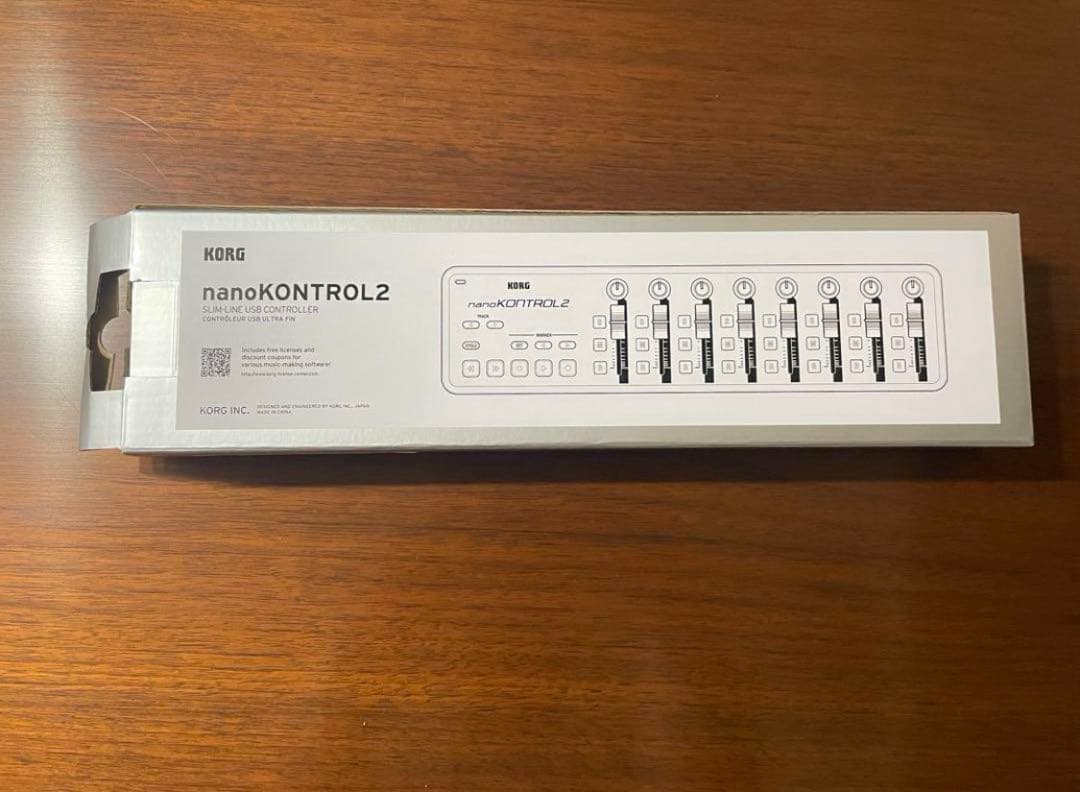 KORG
nanoKONTROL2
SLIM-LINE USB CONTROLLER
CONTRÔLEUR USB ULTRA FIN
Includes free licenses and
discount coupons for
various music-making software!
KORG INC.
DESIGNED AND ENGINEERED BY KORG INC., JAPAN
MADE IN CHINA
KORG
nanoKONTROL2
TRACK
CYCLE
MARKER
SET